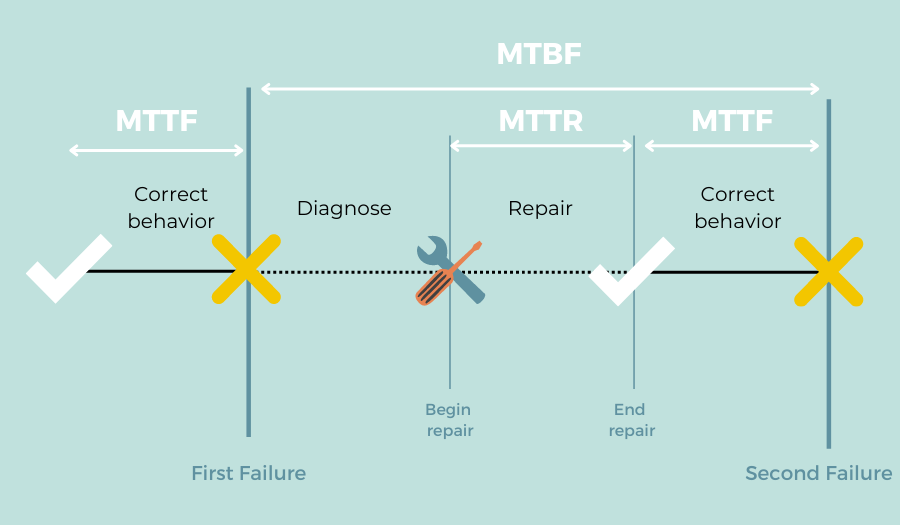 MTBF
MTTF
MTTR
MTTF
Correct
behavior
Diagnose
Repair
Correct
behavior
Begin
repair
End
repair
First Failure
Second Failure